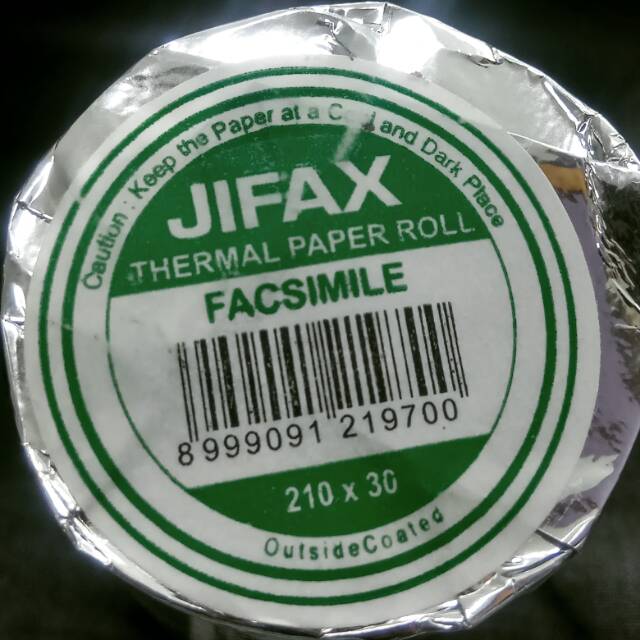 Caution : Keep the Paper at a Cool and Dark Place
JIFAX
THERMAL PAPER ROLL
FACSIMILE
8 999091 219700
210 x 30
OutsideCoated